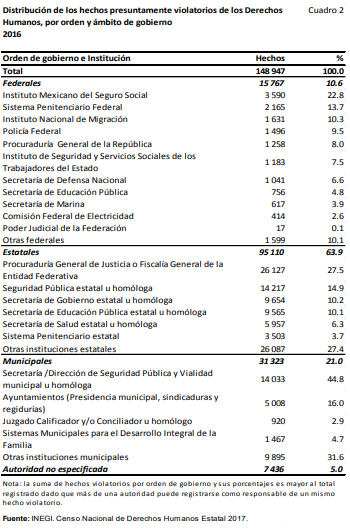 Distribución de los hechos presuntamente violatorios de los Derechos Cuadro 2
Humanos, por orden y ámbito de gobierno
2016
Orden de gobierno e Institución Hechos %
Total 148 947 100.0
Federales 15 767 10.6
Instituto Mexicano del Seguro Social 3 590 22.8
Sistema Penitenciario Federal 2 165 13.7
Instituto Nacional de Migración 1 631 10.3
Policía Federal 1 496 9.5
Procuraduría General de la República 1 258 8.0
Instituto de Seguridad y Servicios Sociales de los
Trabajadores del Estado 1 183 7.5
Secretaría de Defensa Nacional 1 041 6.6
Secretaría de Educación Pública 756 4.8
Secretaría de Marina 617 3.9
Comisión Federal de Electricidad 414 2.6
Poder Judicial de la Federación 17 0.1
Otras federales 1 599 10.1
Estatales 95 110 63.9
Procuraduría General de Justicia o Fiscalía General de la
Entidad Federativa 26 127 27.5
Seguridad Pública estatal u homóloga 14 217 14.9
Secretaría de Gobierno estatal u homóloga 9 654 10.2
Secretaría de Educación Pública estatal u homóloga 9 565 10.1
Secretaría de Salud estatal u homóloga 5 957 6.3
Sistema Penitenciario estatal 3 503 3.7
Otras instituciones estatales 26 087 27.4
Municipales 31 323 21.0
Secretaría /Dirección de Seguridad Pública y Vialidad
municipal u homóloga 14 033 44.8
Ayuntamientos (Presidencia municipal, sindicaduras y
regidurías) 5 008 16.0
Juzgado Calificador y/o Conciliador u homólogo 920 2.9
Sistemas Municipales para el Desarrollo Integral de la
Familia 1 467 4.7
Otras instituciones municipales 9 895 31.6
Autoridad no especificada 7 436 5.0
Nota: la suma de hechos violatorios por orden de gobierno y sus porcentajes es mayor al total
registrado dado que más de una autoridad puede registrarse como responsable de un mismo
hecho violatorio.
Fuente: INEGI. Censo Nacional de Derechos Humanos Estatal 2017.